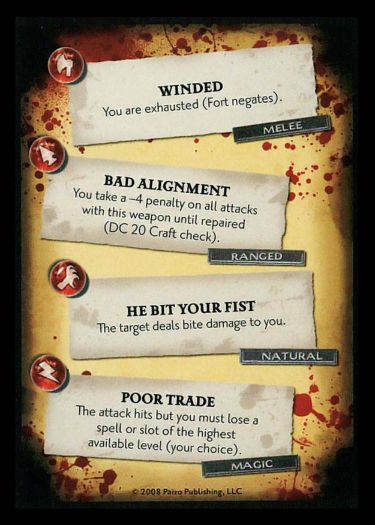 WINDED
You are exhausted (Fort negates).
MELEE
BAD ALIGNMENT
You take a –4 penalty on all attacks
with this weapon until repaired
(DC 20 Craft check).
RANGED
HE BIT YOUR FIST
The target deals bite damage to you.
NATURAL
POOR TRADE
The attack hits but you must lose a
spell or slot of the highest
available level (your choice).
MAGIC
© 2008 Paizo Publishing, LLC